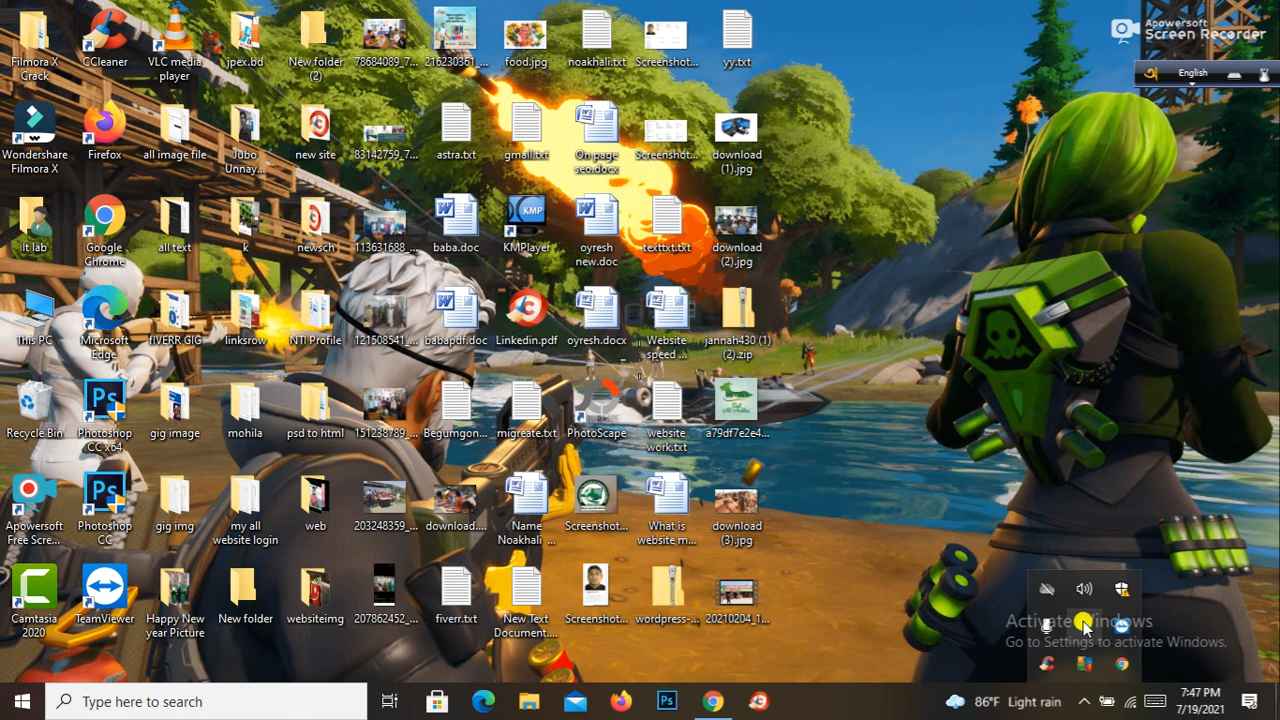 Filmora X
Crack
CCleaner
VLC media
player
jpex.bd
New folder
(2)
78684089_7...
216230361_...
food.jpg
noakhali.txt
Screenshot...
yy.txt
Apowersoft
Screen Recorder
English
Wondershare
Filmora X
Firefox
all image file
Jubo
Unnay...
new site
83142759_7...
astra.txt
gmail.txt
On page
seo.docx
Screenshot...
download
(1).jpg
It lab
Google
Chrome
all text
k
newsch
113631688_...
baba.doc
KMP
KMPlayer
oyresh
new.doc
texttxt.txt
download
(2).jpg
This PC
Microsoft
Edge
fIVERR GIG
linksrow
NTI Profile
121508541_...
babapdf.doc
Linkedin.pdf
oyresh.docx
Website
speed ...
jannah430 (1)
(2).zip
Recycle Bin
Photoshop
CC x64
gig image
mohila
psd to html
151238789_...
Begumgon...
migreate.txt
PhotoScape
website
work.txt
a79df7e2e4...
Apowersoft
Free Scre...
Photoshop
CC
gig img
my all
website login
web
203248359_...
download....
Name
Noakhali ...
Screenshot...
What is
website m...
download
(3).jpg
Camtasia
2020
TeamViewer
Happy New
year Picture
New folder
websiteimg
207862452_...
fiverr.txt
New Text
Document....
Screenshot...
wordpress-...
20210204_1...
Activate Windows
Go to Settings to activate Windows.
Type here to search
Ps
86°F Light rain
7:47 PM
7/19/2021